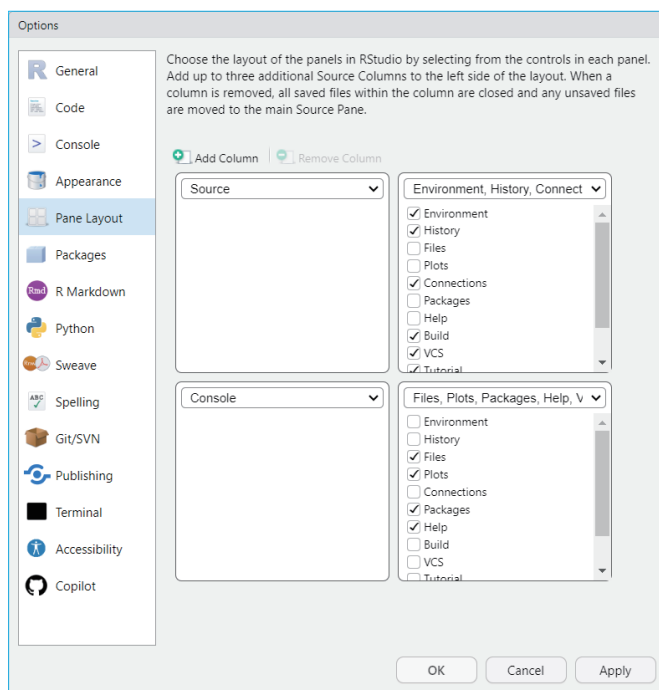 Options
General
Code
Console
Appearance
Pane Layout
Packages
Rmd R Markdown
Python
Sweave
ABC Spelling
Git/SVN
Publishing
Terminal
Accessibility
Copilot
Choose the layout of the panels in RStudio by selecting from the controls in each panel.
Add up to three additional Source Columns to the left side of the layout. When a
column is removed, all saved files within the column are closed and any unsaved files
are moved to the main Source Pane.
Add Column
Remove Column
Source
Environment, History, Connect
Environment
History
Files
Plots
Connections
Packages
Help
Build
VCS
Tutorial
Console
Files, Plots, Packages, Help, V
Environment
History
Files
Plots
Connections
Packages
Help
Build
VCS
Tutorial
OK
Cancel
Apply